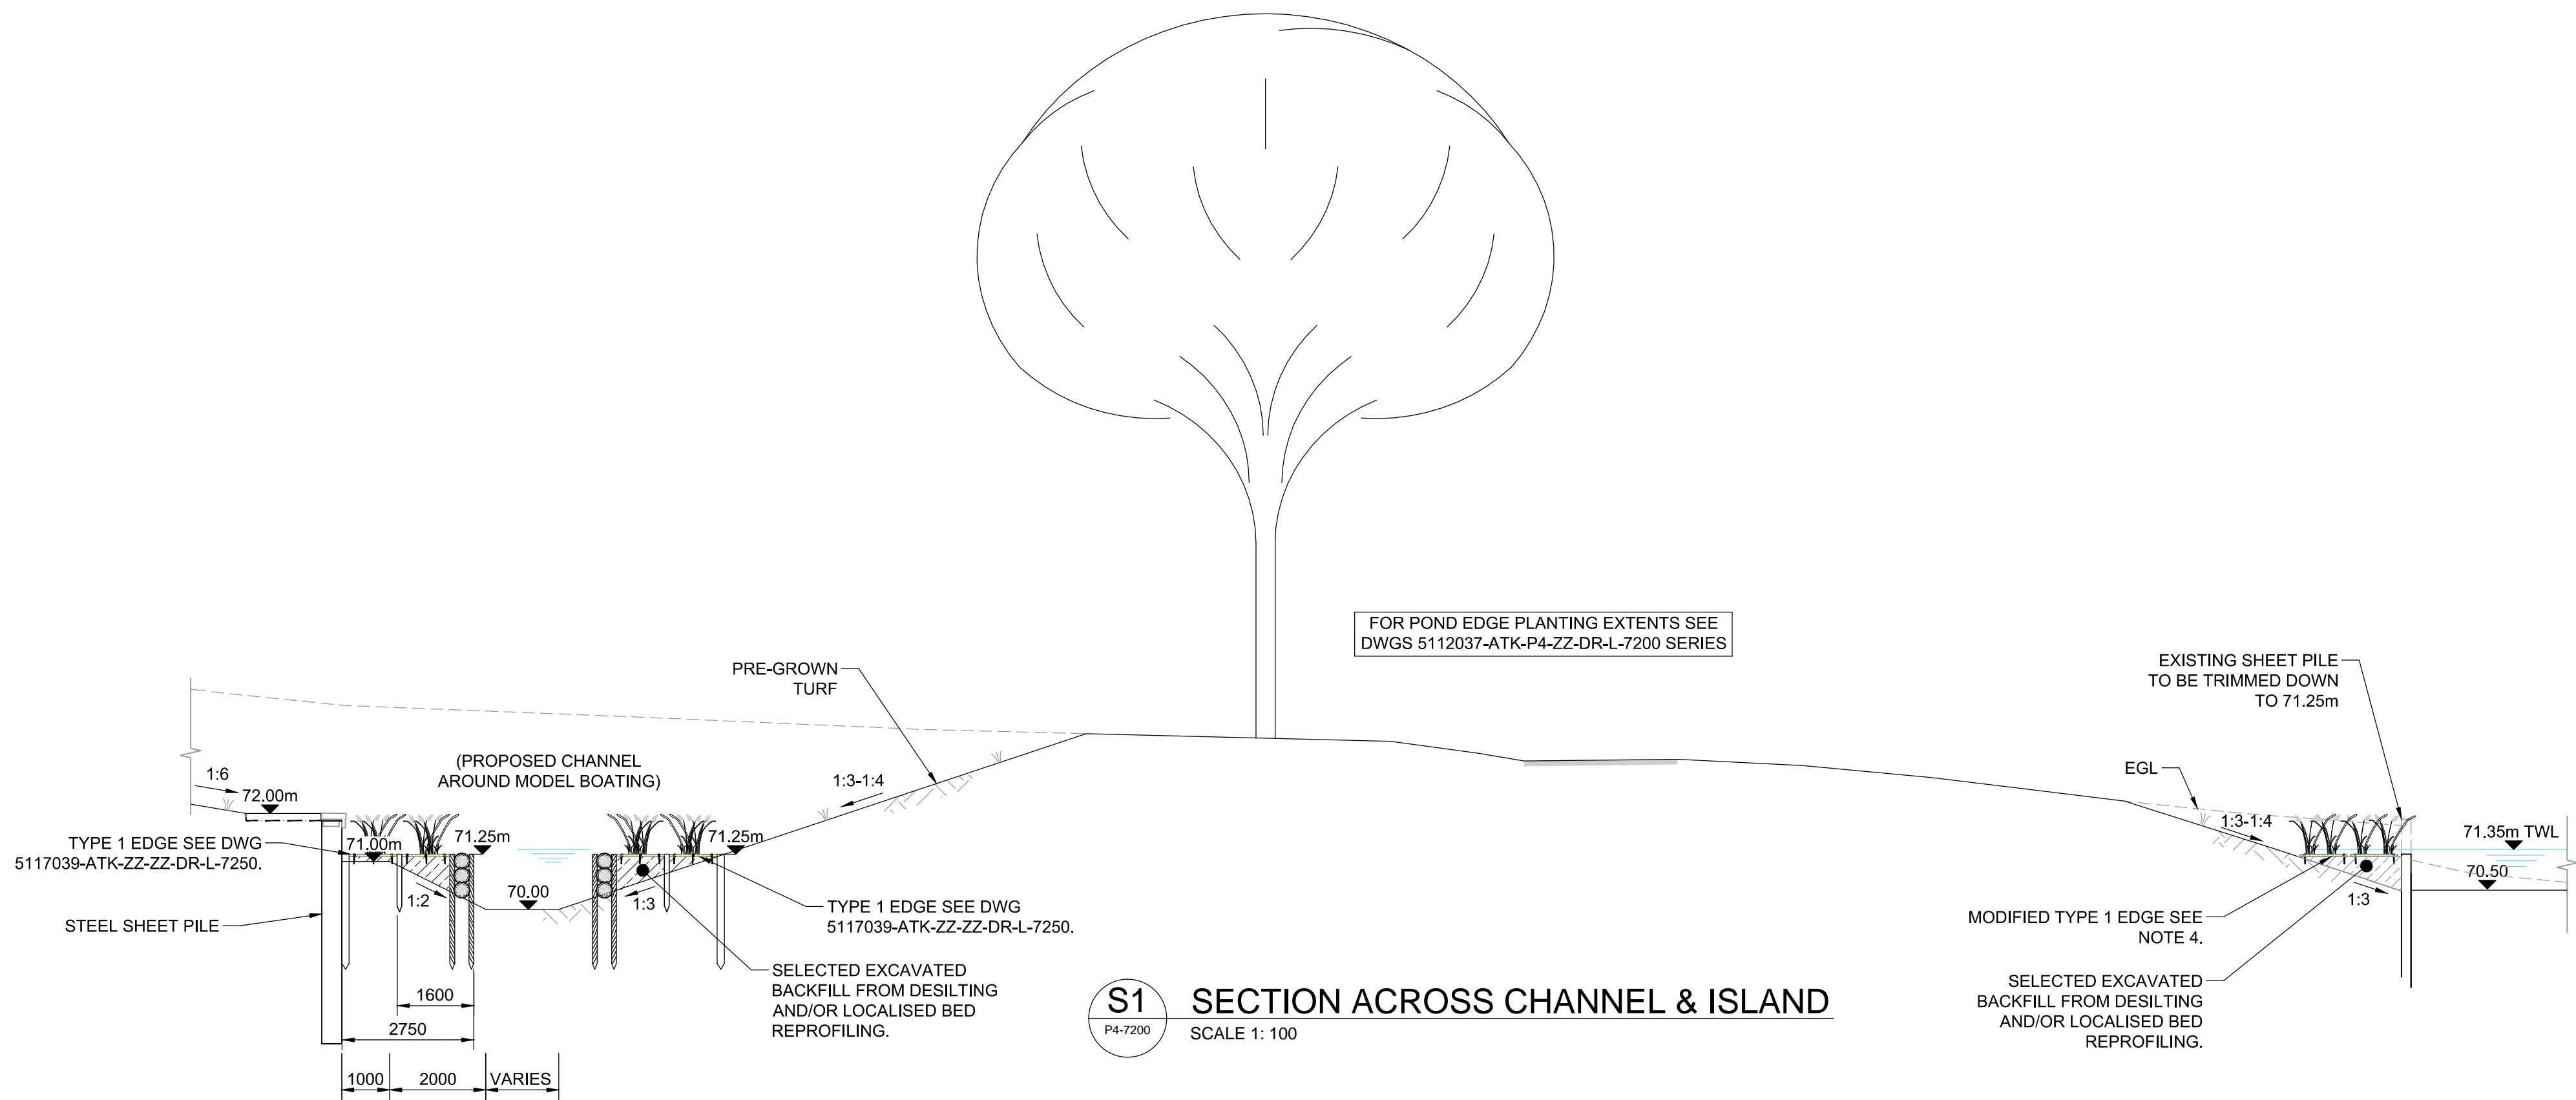 FOR POND EDGE PLANTING EXTENTS SEE
DWGS 5112037-ATK-P4-ZZ-DR-L-7200 SERIES
PRE-GROWN
TURF
EXISTING SHEET PILE
TO BE TRIMMED DOWN
TO 71.25m
(PROPOSED CHANNEL
AROUND MODEL BOATING)
1:6
72.00m
1:3-1:4
EGL
1:3-1:4
71.35m TWL
TYPE 1 EDGE SEE DWG
5117039-ATK-ZZ-ZZ-DR-L-7250.
71.00m
71.25m
71.25m
70.00
70.50
1:2
1:3
1:3
STEEL SHEET PILE
TYPE 1 EDGE SEE DWG
5117039-ATK-ZZ-ZZ-DR-L-7250.
MODIFIED TYPE 1 EDGE SEE
NOTE 4.
SELECTED EXCAVATED
BACKFILL FROM DESILTING
AND/OR LOCALISED BED
REPROFILING.
SELECTED EXCAVATED
BACKFILL FROM DESILTING
AND/OR LOCALISED BED
REPROFILING.
1600
2750
1000
2000
VARIES
S1
P4-7200
SECTION ACROSS CHANNEL & ISLAND
SCALE 1: 100